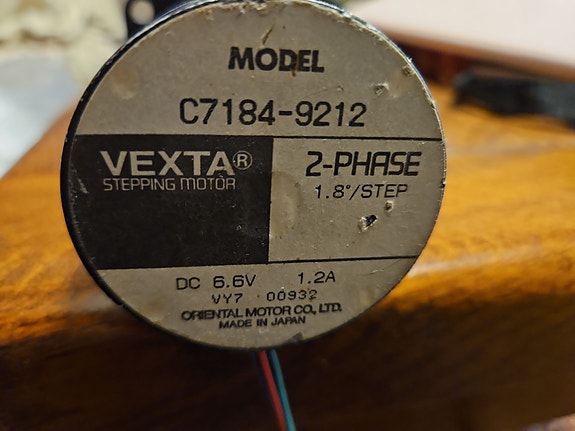 MODEL
C7184-9212
VEXTA®
STEPPING MOTOR
2-PHASE
1.8°/STEP
DC 6.6V 1.2A
VY7 00932
ORIENTAL MOTOR CO., LTD.
MADE IN JAPAN